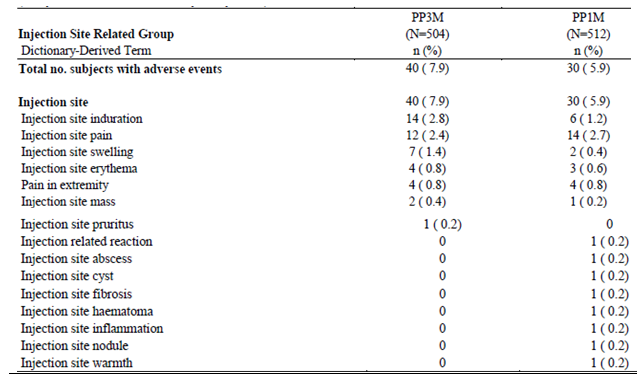 PP3M PP1M
Injection Site Related Group (N=504) (N=512)
Dictionary-Derived Term n (%) n (%)
Total no. subjects with adverse events 40 ( 7.9) 30 ( 5.9)
Injection site 40 ( 7.9) 30 ( 5.9)
Injection site induration 14 ( 2.8) 6 ( 1.2)
Injection site pain 12 ( 2.4) 14 ( 2.7)
Injection site swelling 7 ( 1.4) 2 ( 0.4)
Injection site erythema 4 ( 0.8) 3 ( 0.6)
Pain in extremity 4 ( 0.8) 4 ( 0.8)
Injection site mass 2 ( 0.4) 1 ( 0.2)
Injection site pruritus 1 ( 0.2) 0
Injection related reaction 0 1 ( 0.2)
Injection site abscess 0 1 ( 0.2)
Injection site cyst 0 1 ( 0.2)
Injection site fibrosis 0 1 ( 0.2)
Injection site haematoma 0 1 ( 0.2)
Injection site inflammation 0 1 ( 0.2)
Injection site nodule 0 1 ( 0.2)
Injection site warmth 0 1 ( 0.2)